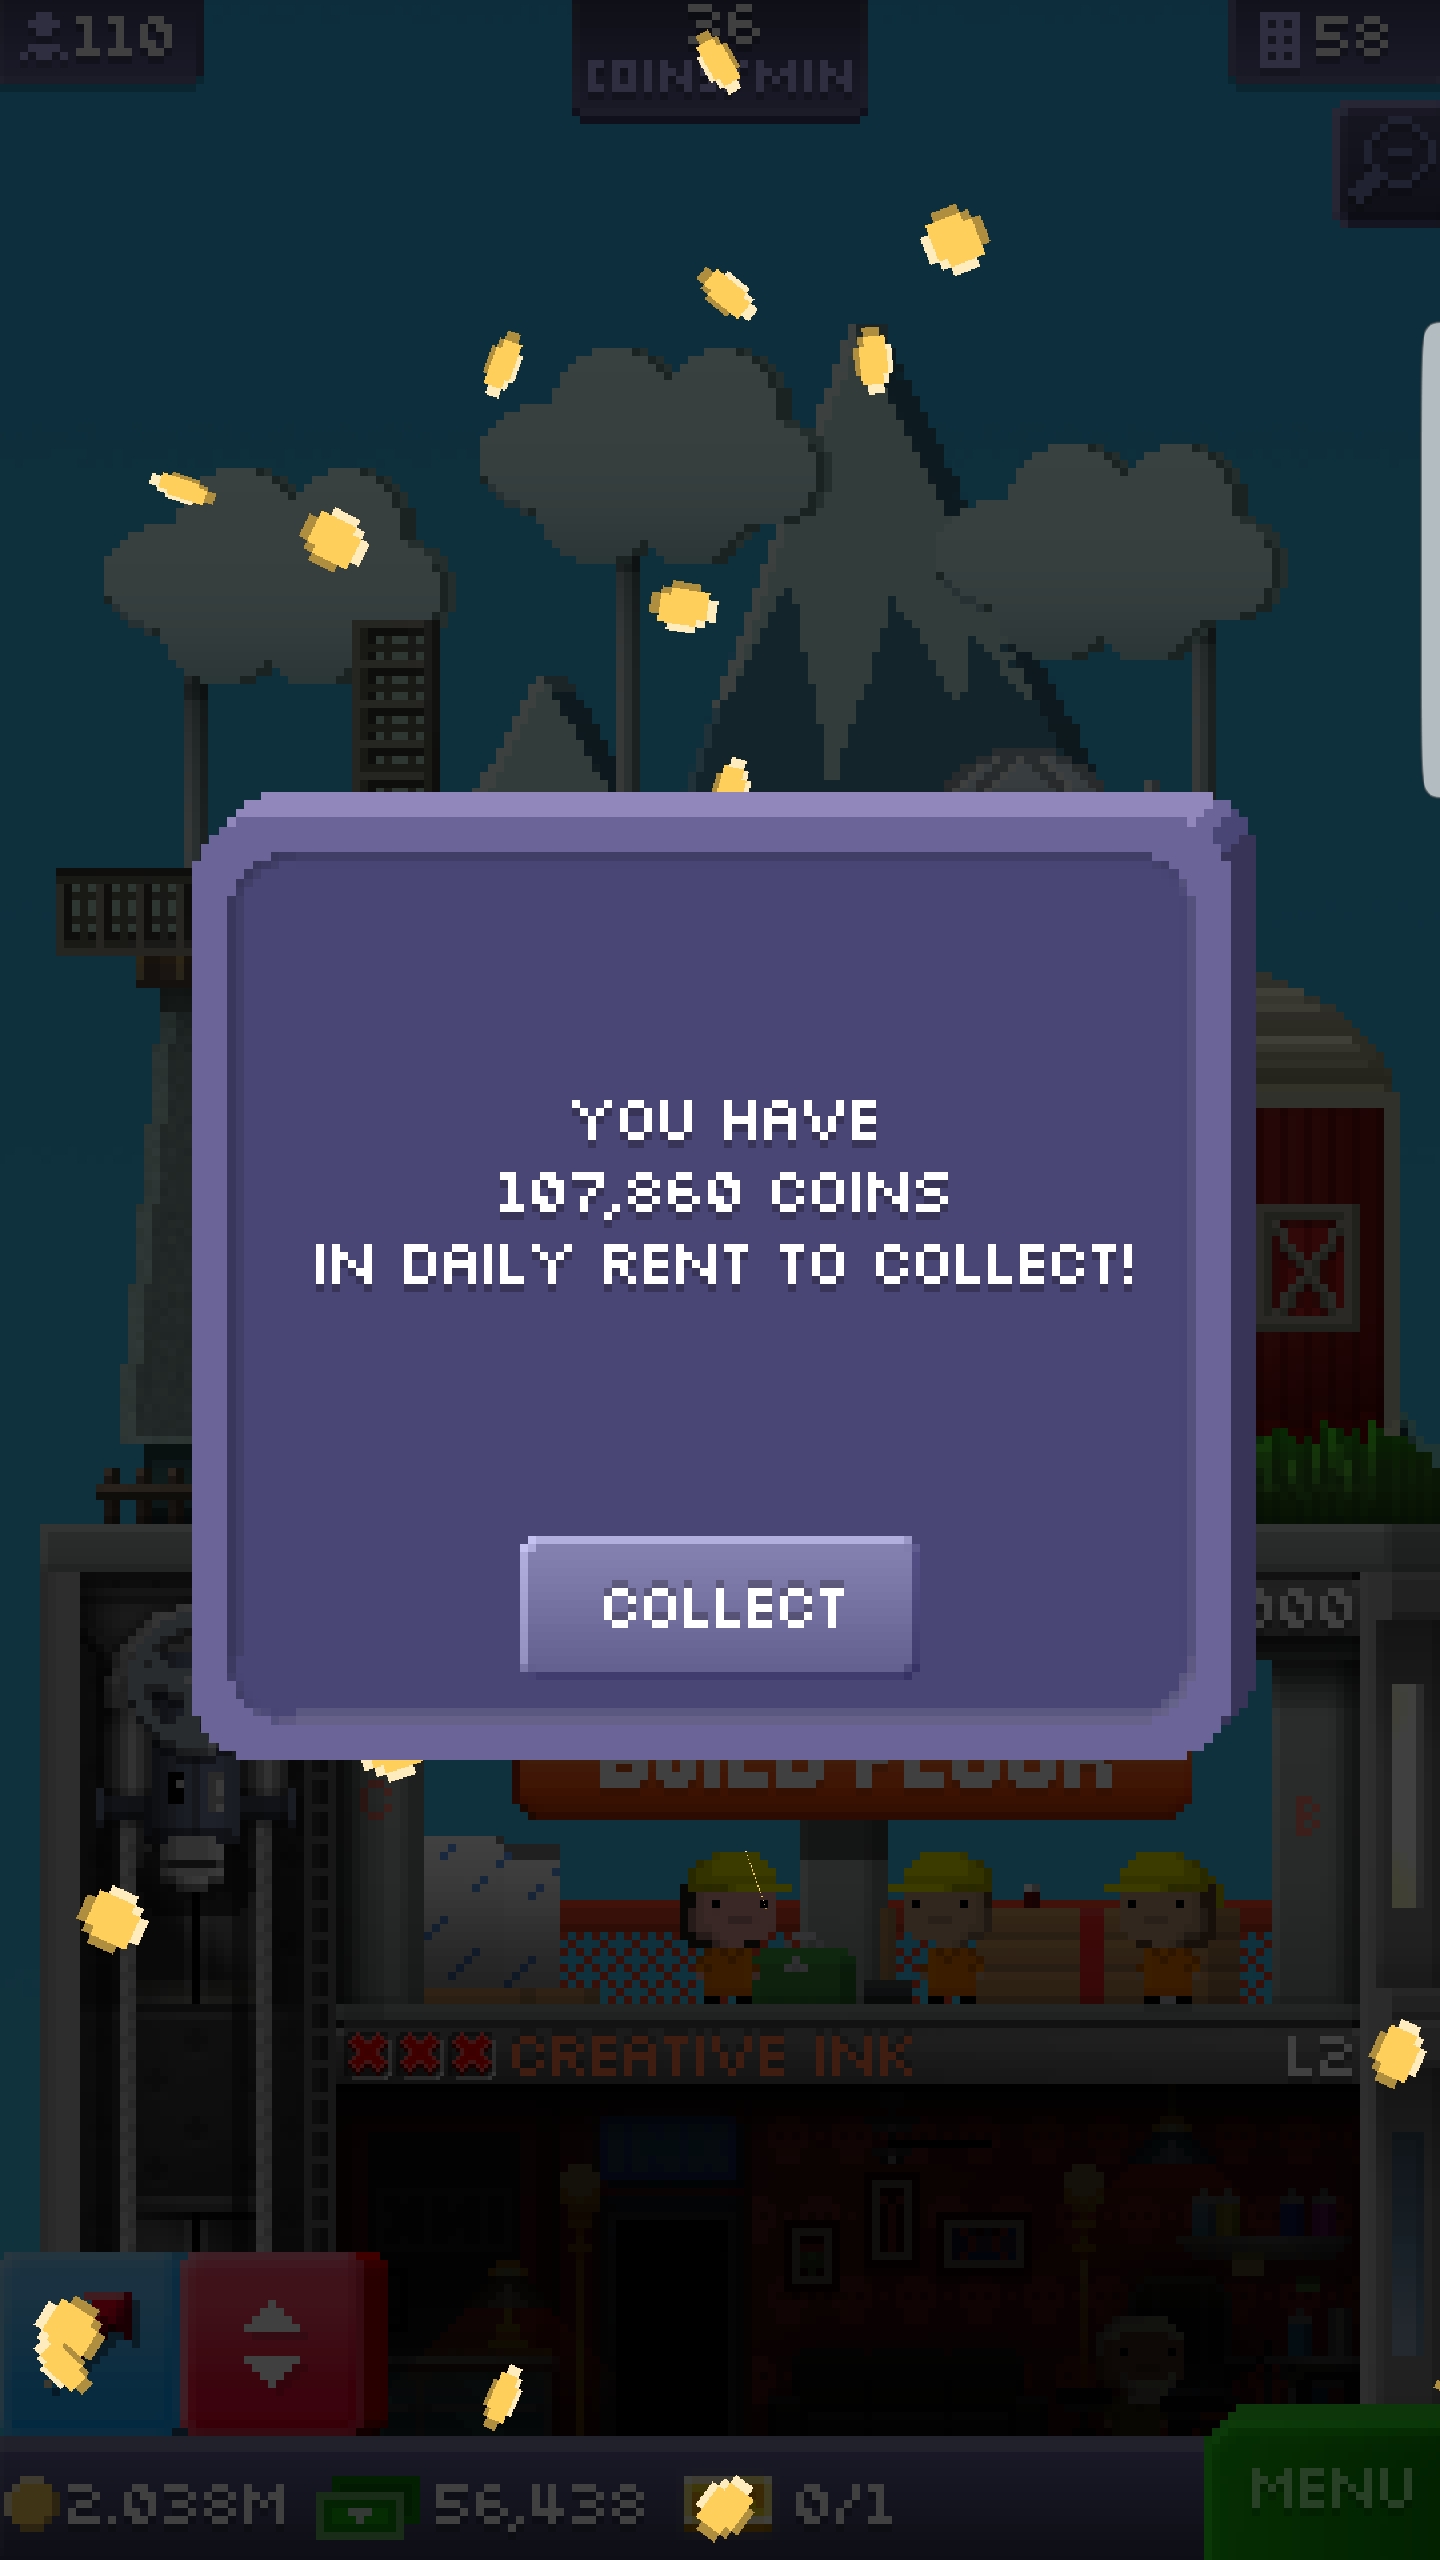 110
36
COINS/MIN
58
YOU HAVE
107,860 COINS
IN DAILY RENT TO COLLECT!
COLLECT
000
BUILD FLOOR
B
CREATIVE INK
L2
2.038M
56,438
0/1
MENU